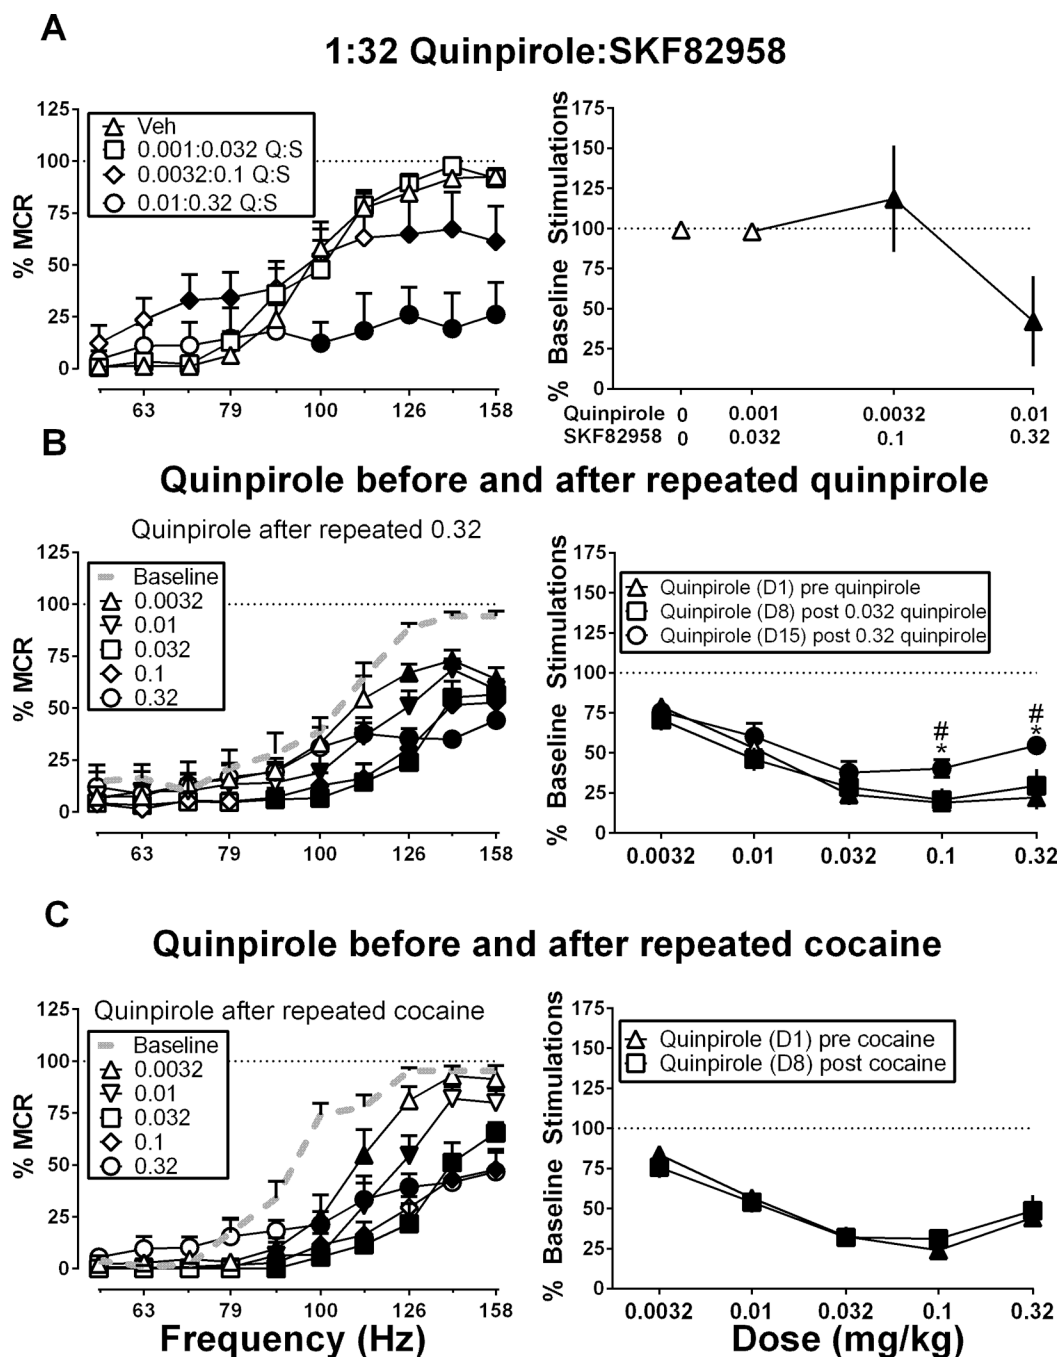 A
1:32 Quinpirole:SKF82958
% MCR
125
100
75
50
25
0
Veh
0.001:0.032 Q:S
0.0032:0.1 Q:S
0.01:0.32 Q:S
63 79 100 126 158
% Baseline Stimulations
175
150
125
100
75
50
25
0
Quinpirole 0 0.001 0.0032 0.01
SKF82958 0 0.032 0.1 0.32
B
Quinpirole before and after repeated quinpirole
Quinpirole after repeated 0.32
% MCR
125
100
75
50
25
0
Baseline
0.0032
0.01
0.032
0.1
0.32
63 79 100 126 158
% Baseline Stimulations
175
150
125
100
75
50
25
0
Quinpirole (D1) pre quinpirole
Quinpirole (D8) post 0.032 quinpirole
Quinpirole (D15) post 0.32 quinpirole
# #
* *
0.0032 0.01 0.032 0.1 0.32
C
Quinpirole before and after repeated cocaine
Quinpirole after repeated cocaine
% MCR
125
100
75
50
25
0
Baseline
0.0032
0.01
0.032
0.1
0.32
63 79 100 126 158
Frequency (Hz)
% Baseline Stimulations
175
150
125
100
75
50
25
0
Quinpirole (D1) pre cocaine
Quinpirole (D8) post cocaine
0.0032 0.01 0.032 0.1 0.32
Dose (mg/kg)